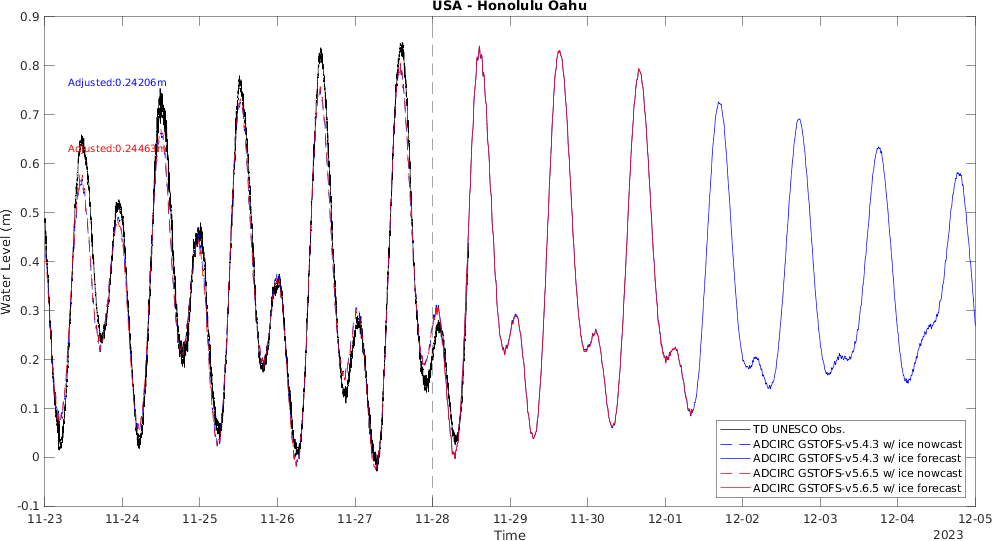 USA - Honolulu Oahu
0.9
0.8
0.7
0.6
0.5
0.4
0.3
0.2
0.1
0
-0.1
Water Level (m)
Adjusted:0.24206m
Adjusted:0.24463m
TD UNESCO Obs.
ADCIRC GSTOFS-v5.4.3 w/ ice nowcast
ADCIRC GSTOFS-v5.4.3 w/ ice forecast
ADCIRC GSTOFS-v5.6.5 w/ ice nowcast
ADCIRC GSTOFS-v5.6.5 w/ ice forecast
11-23 11-24 11-25 11-26 11-27 11-28 11-29 11-30 12-01 12-02 12-03 12-04 12-05
Time
2023